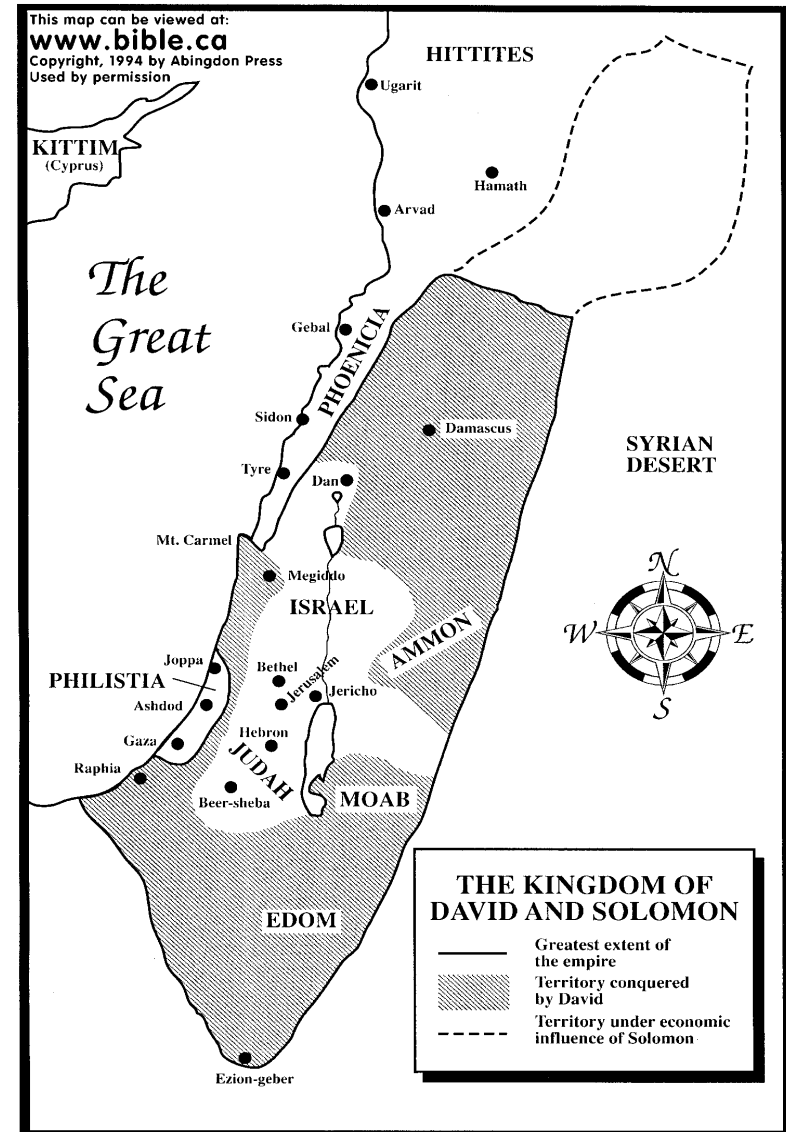 This map can be viewed at:
www.bible.ca
Copyright, 1994 by Abingdon Press
Used by permission
HITTITES
Ugarit
KITTIM
(Cyprus)
Hamath
Arvad
The
Great
Sea
Gebal
PHOENICIA
Sidon
Damascus
SYRIAN
DESERT
Tyre
Dan
Mt. Carmel
N
Megiddo
ISRAEL
W
E
AMMON
S
Joppa
Bethel
Jerusalem
PHILISTIA
Jericho
Ashdod
Hebron
Gaza
JUDAH
Raphia
Beer-sheba
MOAB
EDOM
Ezion-geber
THE KINGDOM OF
DAVID AND SOLOMON
Greatest extent of
the empire
Territory conquered
by David
Territory under economic
influence of Solomon